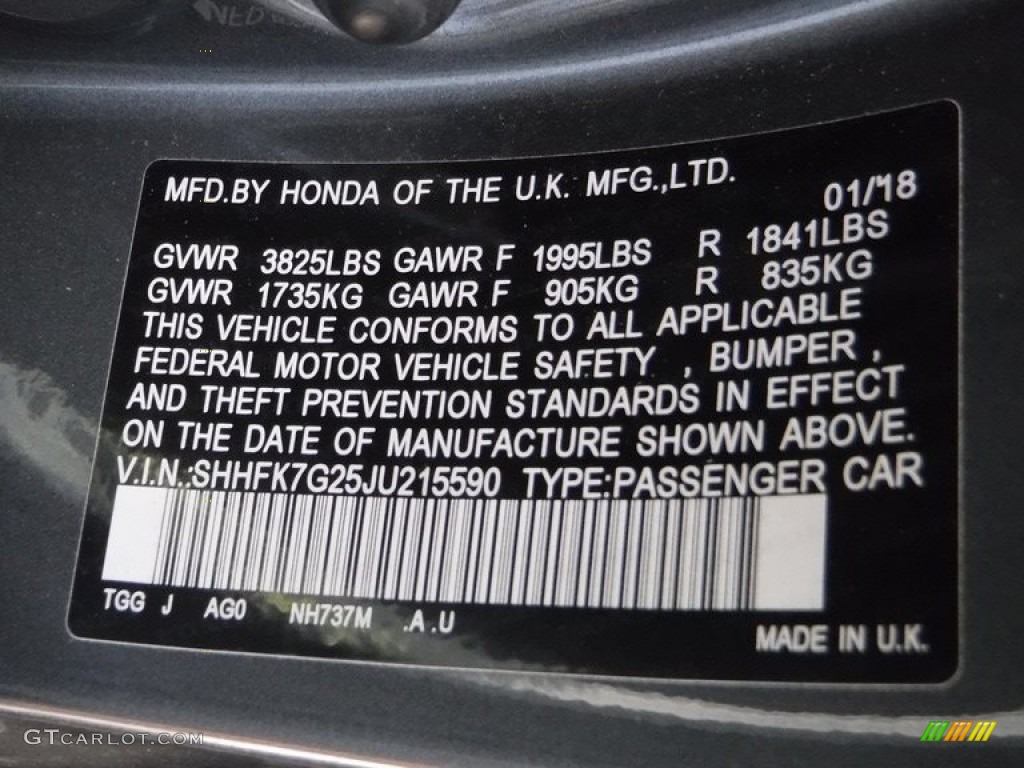 MFD.BY HONDA OF THE U.K. MFG.,LTD. 01/'18
GVWR 3825LBS GAWR F 1995LBS R 1841LBS
GVWR 1735KG GAWR F 905KG R 835KG
THIS VEHICLE CONFORMS TO ALL APPLICABLE
FEDERAL MOTOR VEHICLE SAFETY , BUMPER ,
AND THEFT PREVENTION STANDARDS IN EFFECT
ON THE DATE OF MANUFACTURE SHOWN ABOVE.
V.I.N.:SHHFK7G25JU215590 TYPE:PASSENGER CAR
TGG J AG0 NH737M .A .U
MADE IN U.K.
GTCARLOT.COM